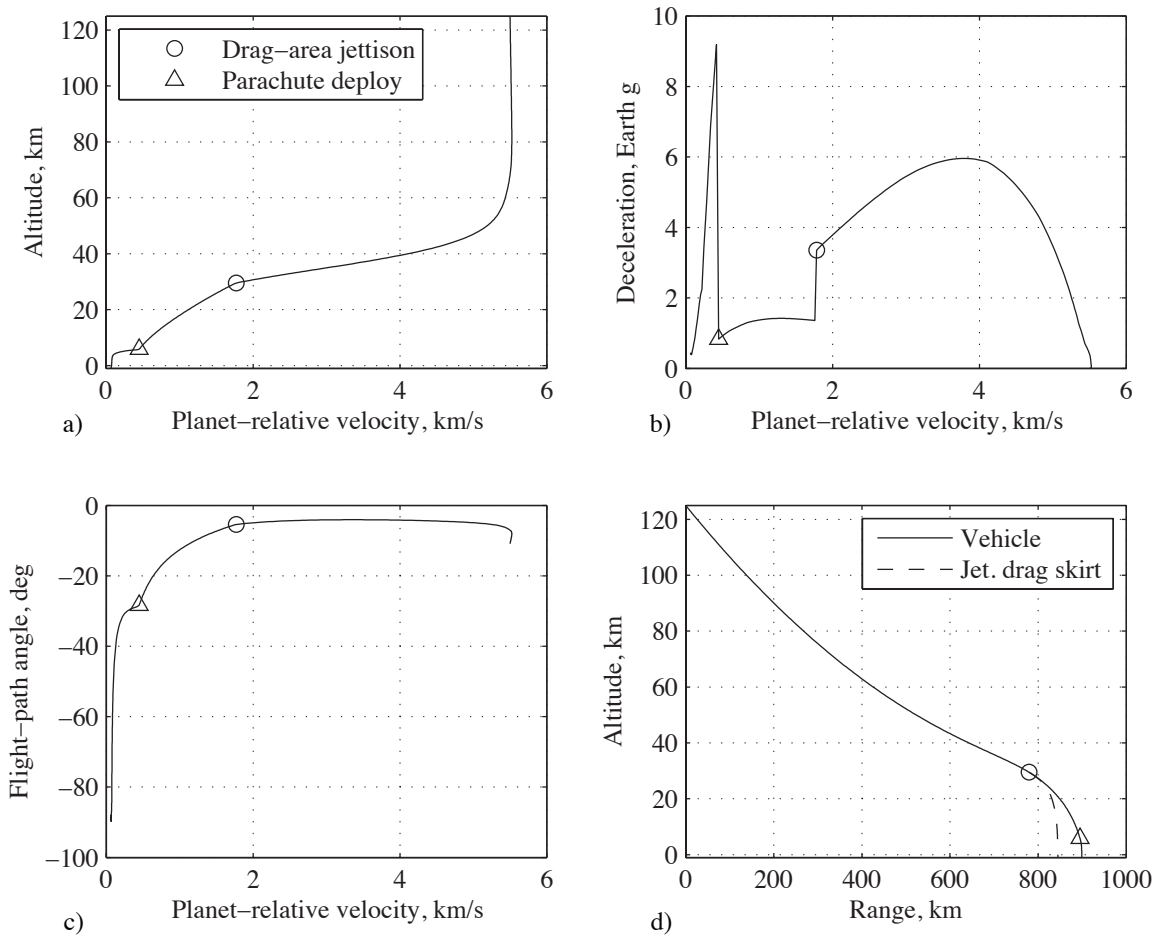 120
100
80
60
40
20
0
Altitude, km
Drag−area jettison
Parachute deploy
0 2 4 6
Planet−relative velocity, km/s
a)
10
8
6
4
2
0
Deceleration, Earth g
0 2 4 6
Planet−relative velocity, km/s
b)
0
−20
−40
−60
−80
−100
Flight−path angle, deg
0 2 4 6
Planet−relative velocity, km/s
c)
120
100
80
60
40
20
0
Altitude, km
Vehicle
Jet. drag skirt
0 200 400 600 800 1000
Range, km
d)